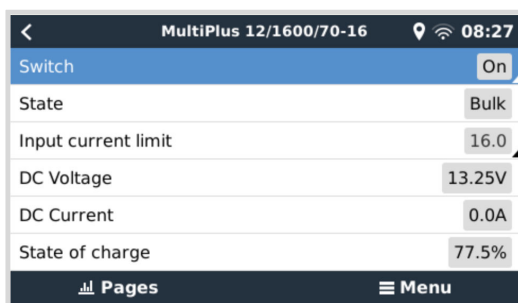 MultiPlus 12/1600/70-16 08:27
Switch On
State Bulk
Input current limit 16.0
DC Voltage 13.25V
DC Current 0.0A
State of charge 77.5%
Pages Menu